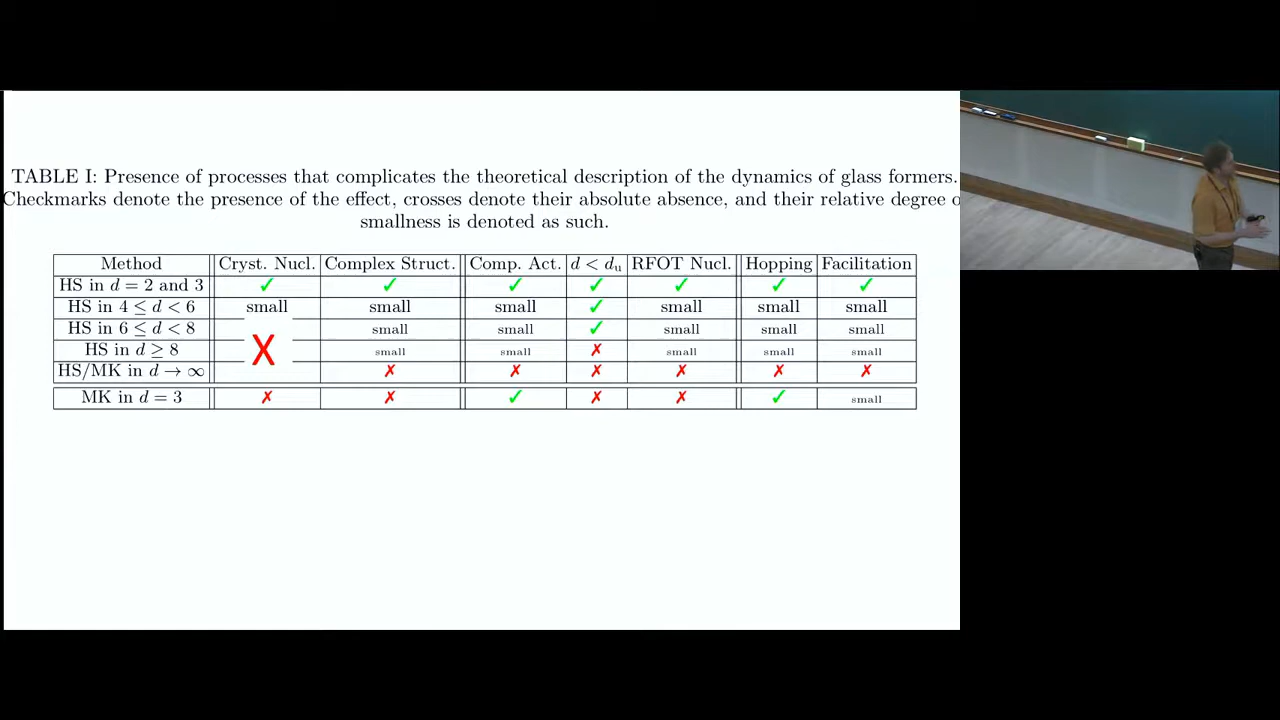 TABLE I: Presence of processes that complicates the theoretical description of the dynamics of glass formers.
Checkmarks denote the presence of the effect, crosses denote their absolute absence, and their relative degree o
smallness is denoted as such.
Method Cryst. Nucl. Complex Struct. Comp. Act. d < d_u RFOT Nucl. Hopping Facilitation
HS in d = 2 and 3 ✓ ✓ ✓ ✓ ✓ ✓ ✓
HS in 4 ≤ d < 6 small small small ✓ small small small
HS in 6 ≤ d < 8 small small ✓ small small small
HS in d ≥ 8 X small small ✗ small small small
HS/MK in d → ∞ ✗ ✗ ✗ ✗ ✗ ✗
MK in d = 3 ✗ ✗ ✓ ✗ ✗ ✓ small